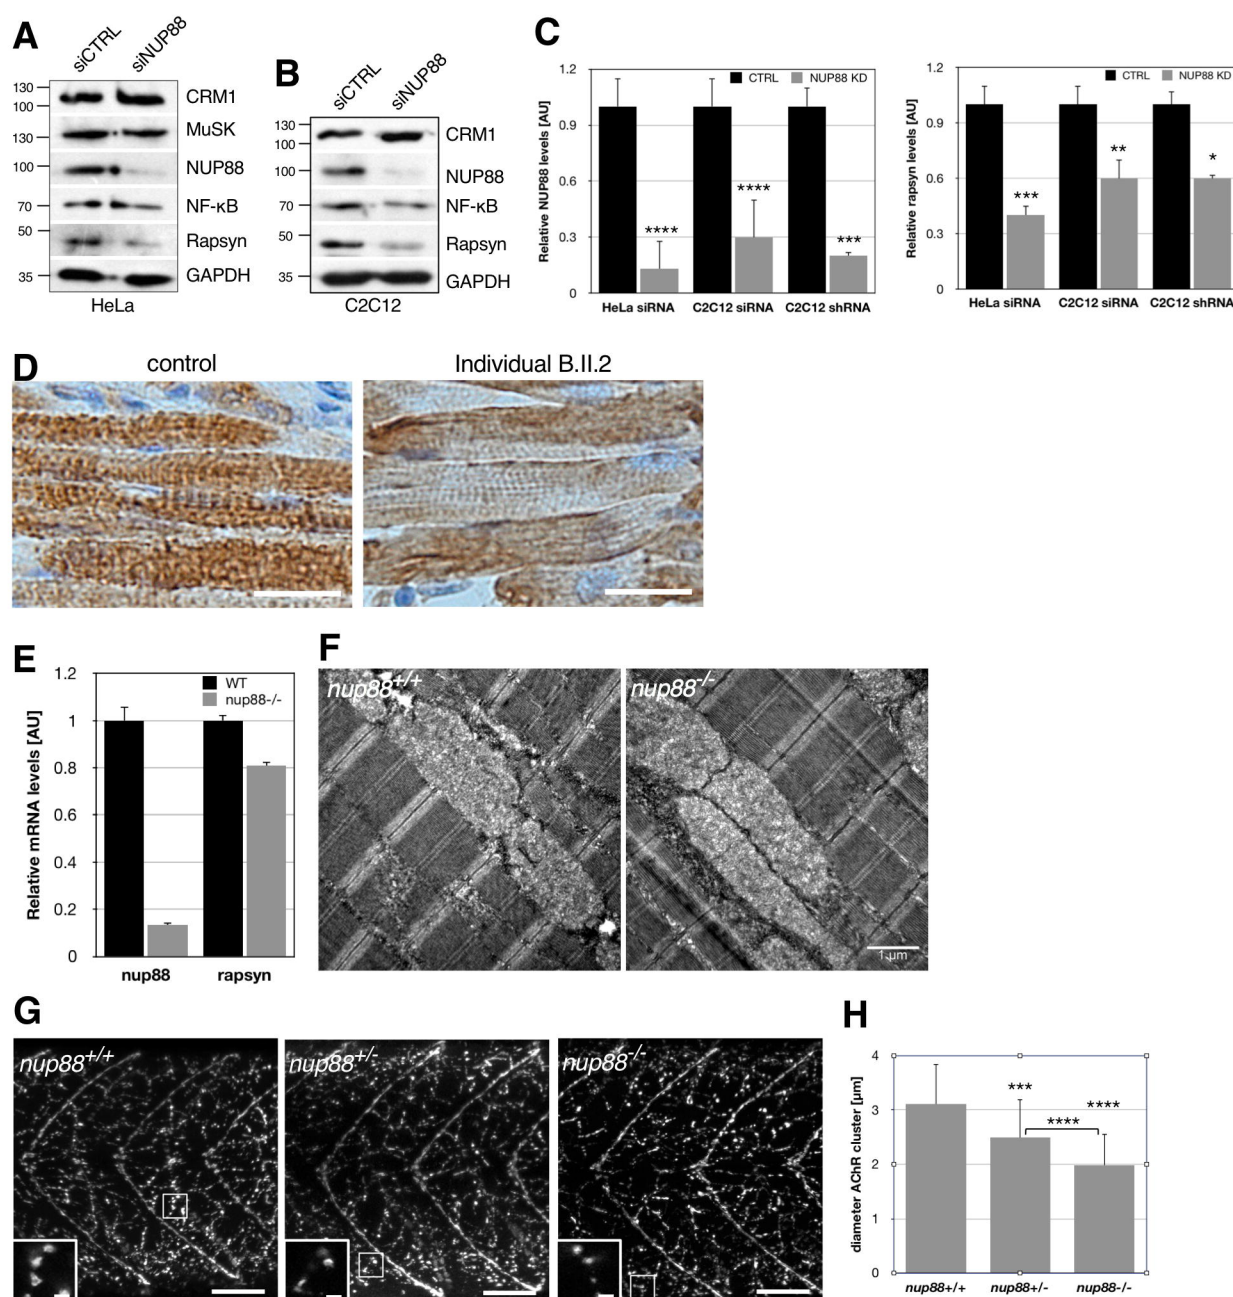 A
siCTRL
siNUP88
130
100
CRM1
130
MuSK
100
NUP88
70
NF-κB
50
Rapsyn
35
GAPDH
HeLa
B
siCTRL
siNUP88
130
100
CRM1
100
NUP88
70
NF-κB
50
Rapsyn
35
GAPDH
C2C12
C
CTRL NUP88 KD
Relative NUP88 levels [AU]
1.2
0.9
0.6
0.3
0
****
****
***
HeLa siRNA C2C12 siRNA C2C12 shRNA
CTRL NUP88 KD
Relative rapsyn levels [AU]
1.2
0.9
0.6
0.3
0
***
**
*
HeLa siRNA C2C12 siRNA C2C12 shRNA
D
control
Individual B.II.2
E
WT
nup88-/-
Relative mRNA levels [AU]
1.2
1
0.8
0.6
0.4
0.2
0
nup88 rapsyn
F
nup88+/+
nup88-/-
1 µm
G
nup88+/+
nup88+/-
nup88-/-
H
diameter AChR cluster [µm]
4
3
2
1
0
***
****
****
nup88+/+ nup88+/- nup88-/-